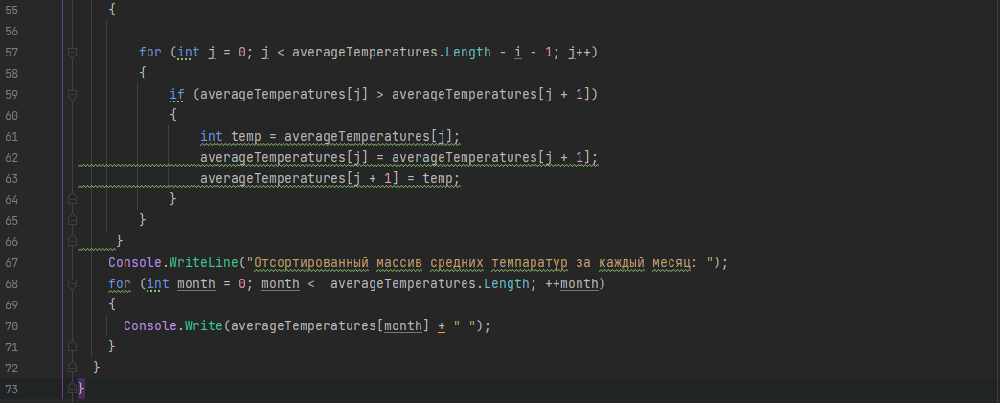 55 {
56
57 for (int j = 0; j < averageTemperatures.Length - i - 1; j++)
58 {
59 if (averageTemperatures[j] > averageTemperatures[j + 1])
60 {
61 int temp = averageTemperatures[j];
62 averageTemperatures[j] = averageTemperatures[j + 1];
63 averageTemperatures[j + 1] = temp;
64 }
65 }
66 }
67 Console.WriteLine("Отсортированный массив средних темпаратур за каждый месяц: ");
68 for (int month = 0; month <  averageTemperatures.Length; ++month)
69 {
70 Console.Write(averageTemperatures[month] + " ");
71 }
72 }
73 }